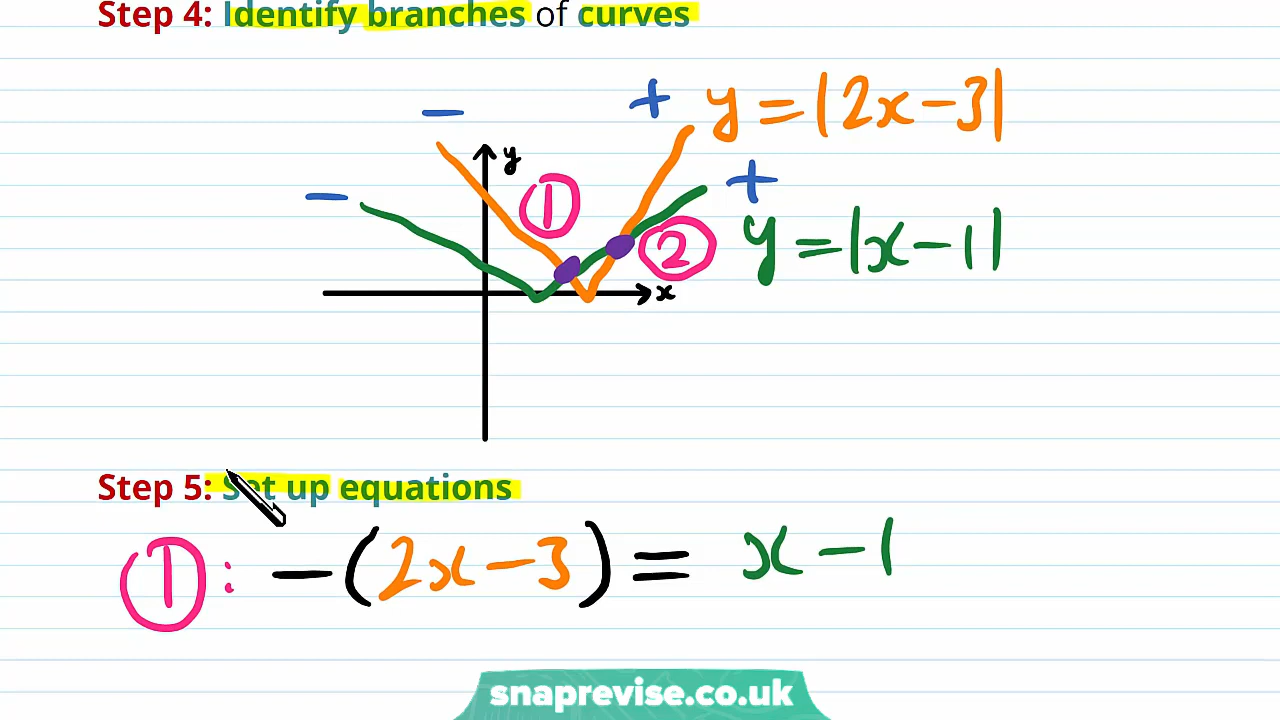 Step 4: Identify branches of curves
− + y = |2x − 3|
y
− ① +
② y = |x − 1|
x
Step 5: Set up equations
①: −(2x − 3) = x − 1
snaprevise.co.uk